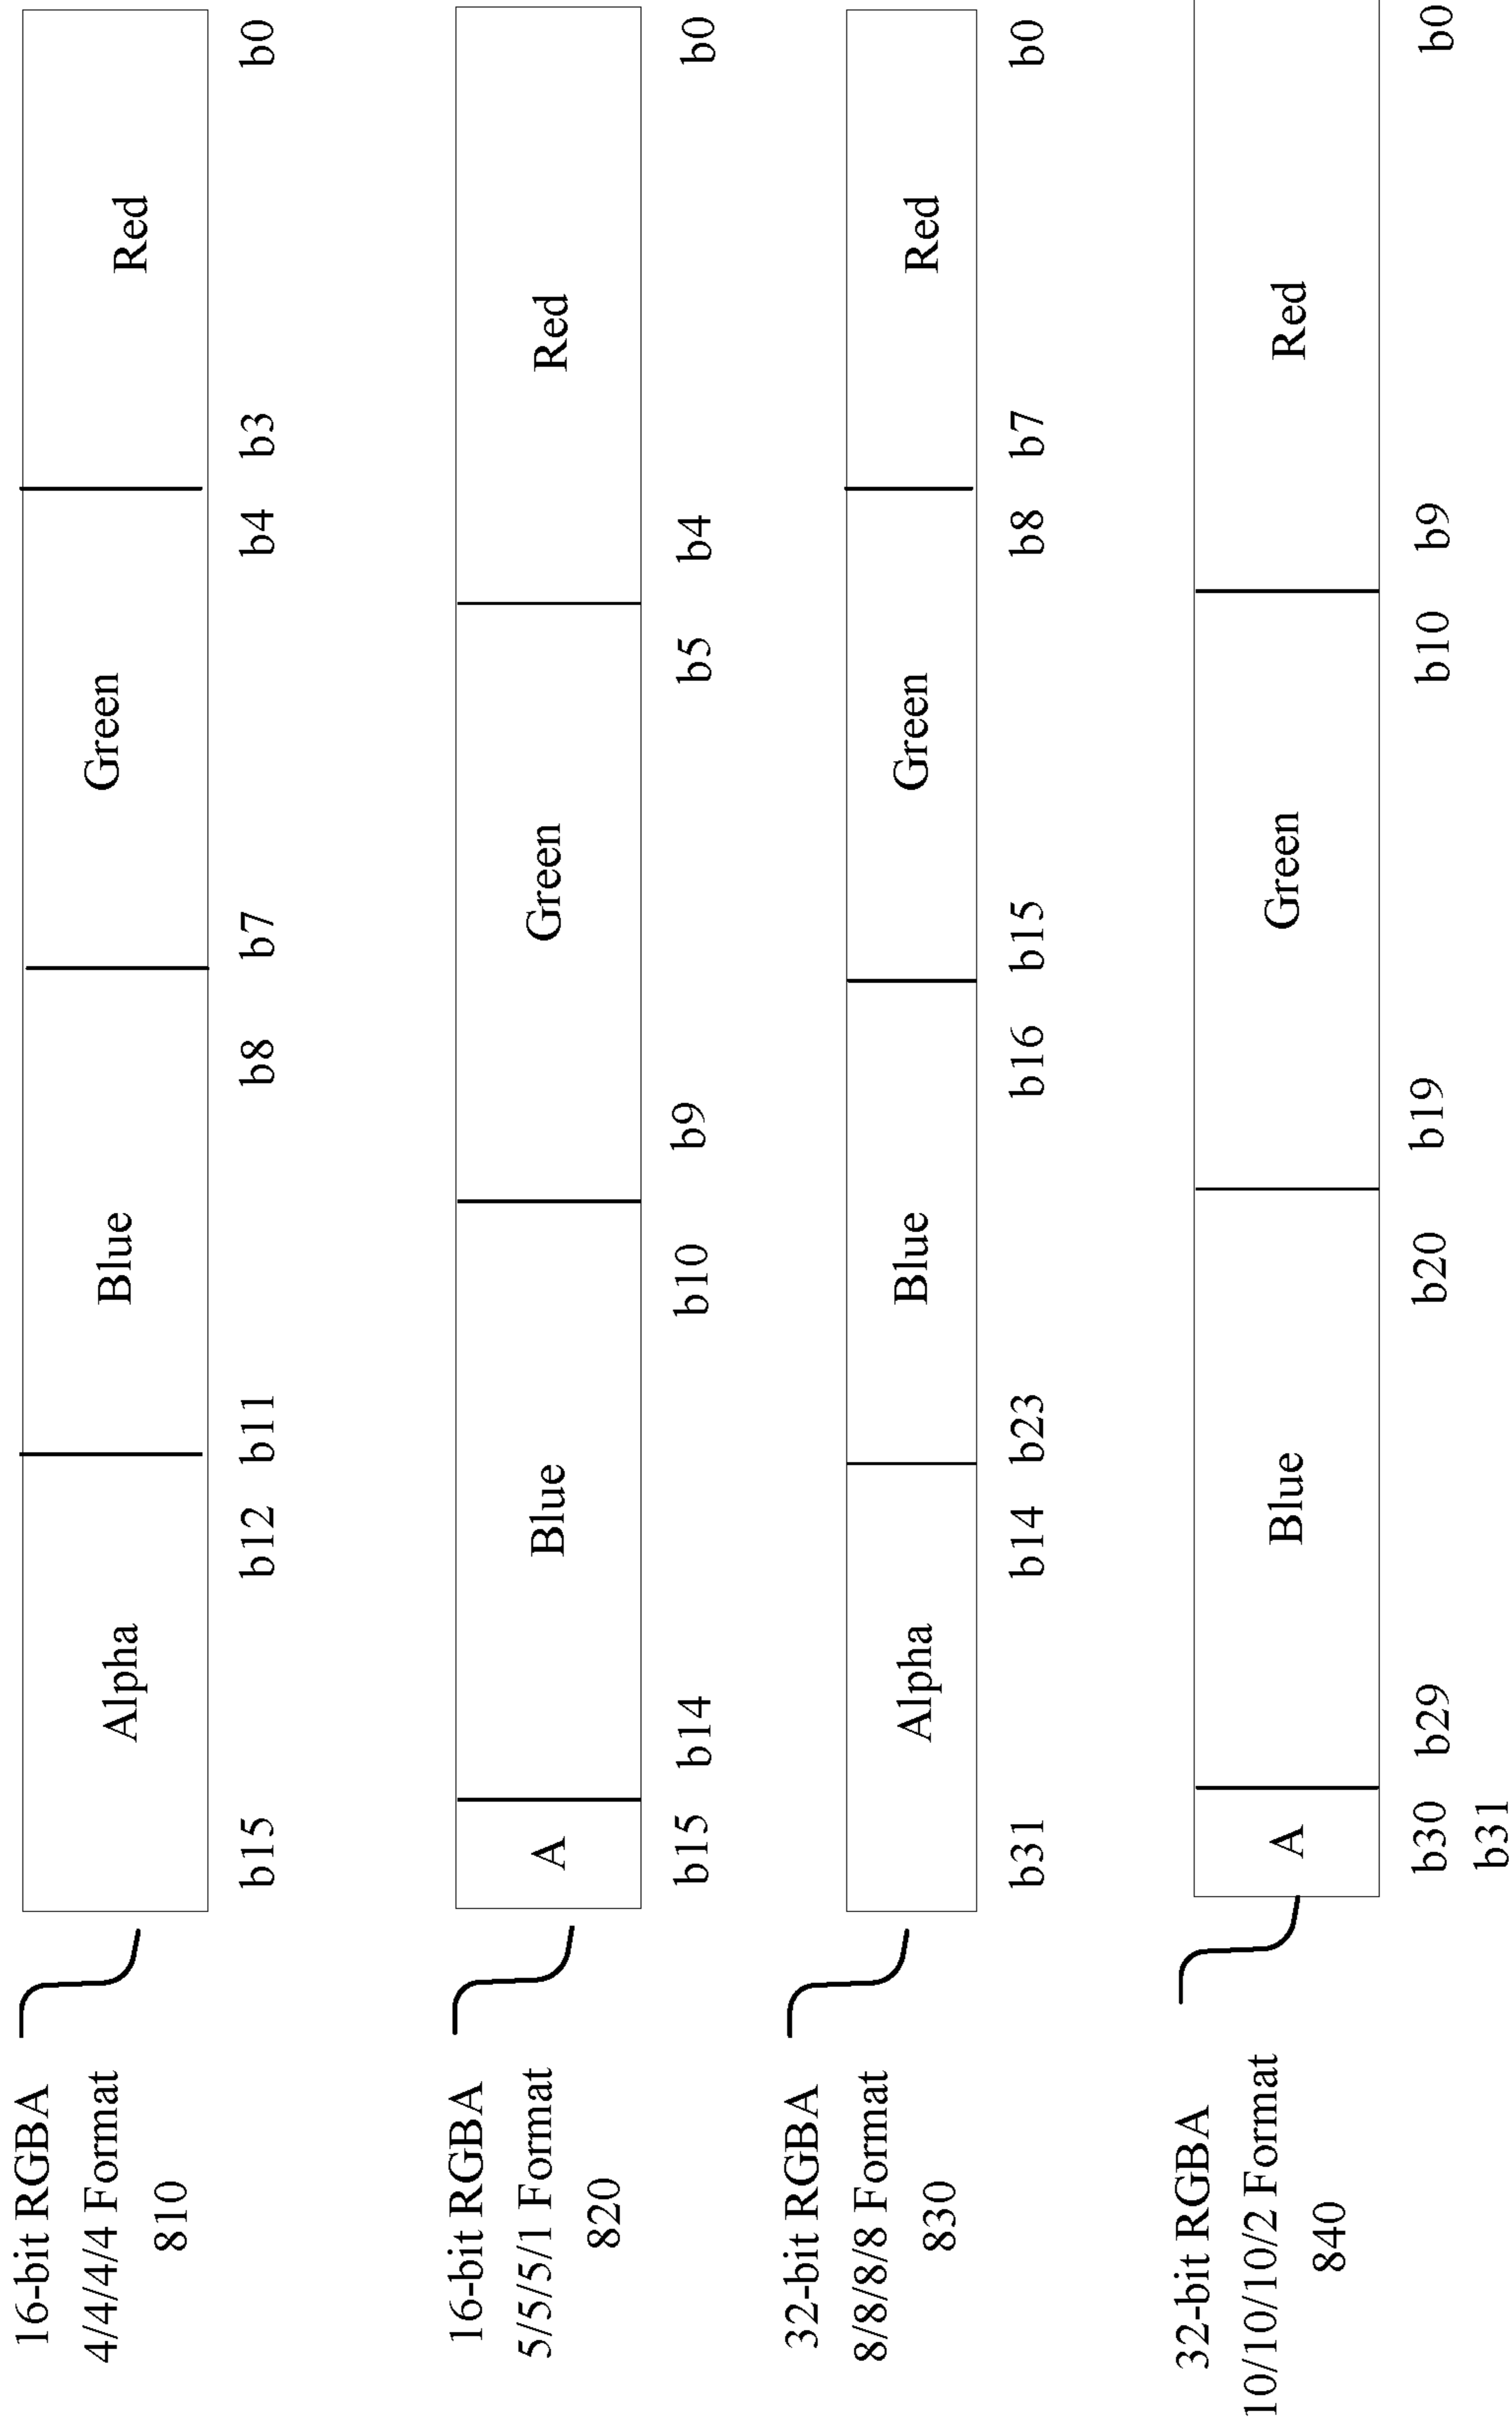 16-bit RGBA
4/4/4/4 Format
810
Alpha Blue Green Red
b15 b12 b11 b8 b7 b4 b3 b0
16-bit RGBA
5/5/5/1 Format
820
A Blue Green Red
b15 b14 b10 b9 b5 b4 b0
32-bit RGBA
8/8/8/8 Format
830
Alpha Blue Green Red
b31 b14 b23 b16 b15 b8 b7 b0
32-bit RGBA
10/10/10/2 Format
840
A Blue Green Red
b30 b29 b20 b19 b10 b9 b0
b31